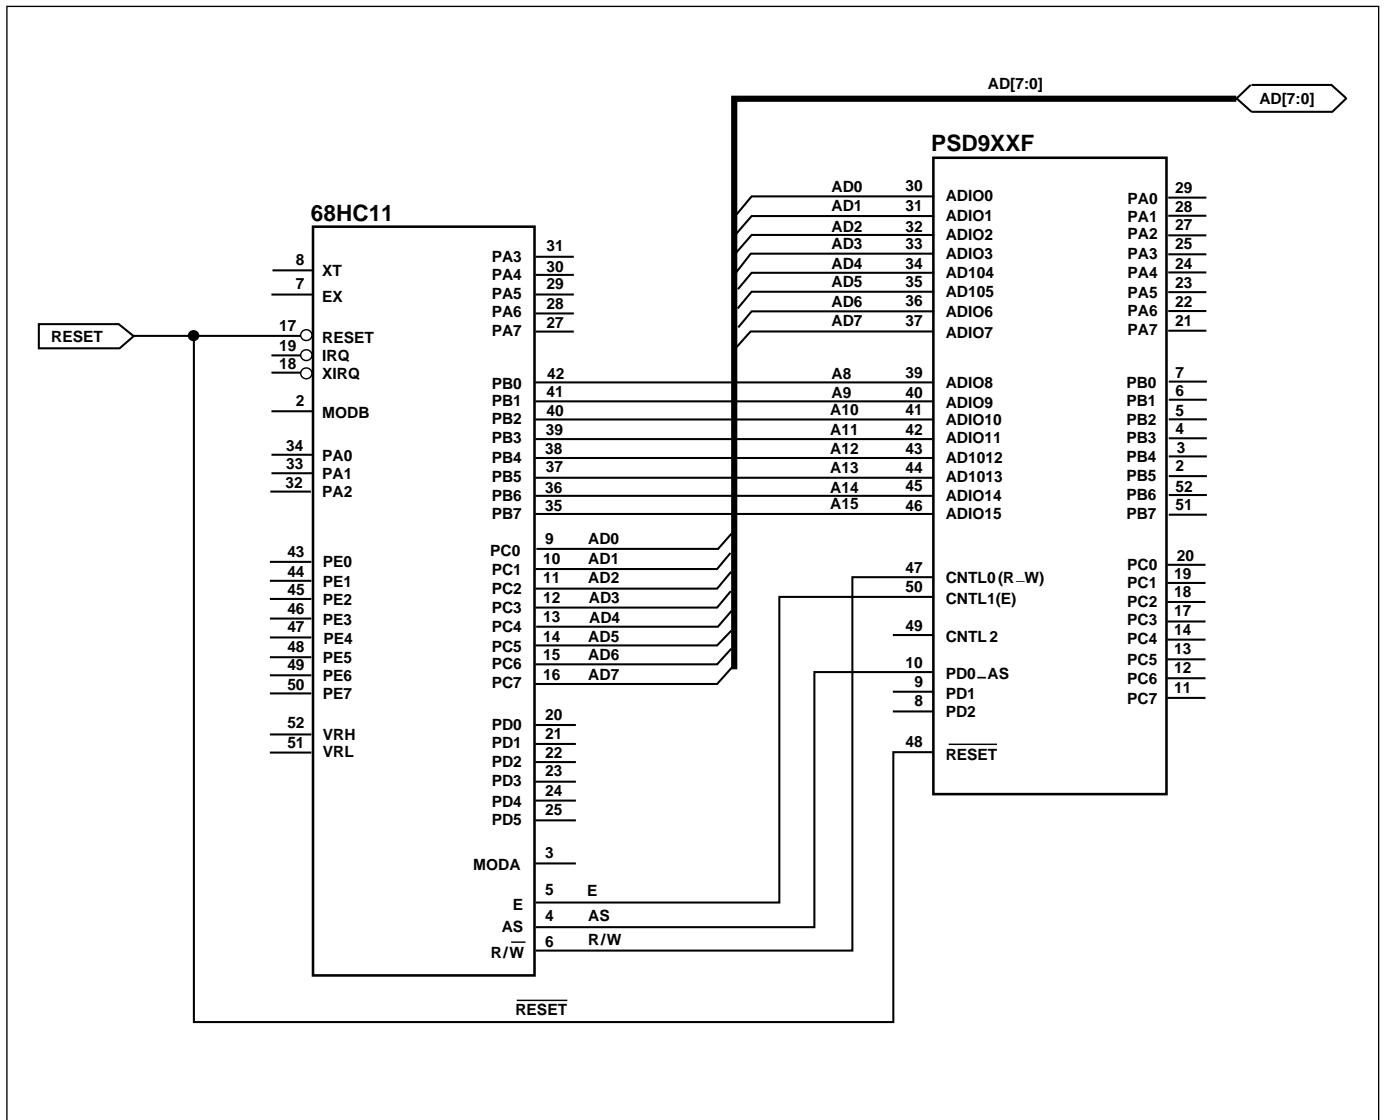 AD[7:0]
AD[7:0]
68HC11
8 XT
7 EX
RESET
17 RESET
19 IRQ
18 XIRQ
2 MODB
34 PA0
33 PA1
32 PA2
43 PE0
44 PE1
45 PE2
46 PE3
47 PE4
48 PE5
49 PE6
50 PE7
52 VRH
51 VRL
PA3 31
PA4 30
PA5 29
PA6 28
PA7 27
PB0 42
PB1 41
PB2 40
PB3 39
PB4 38
PB5 37
PB6 36
PB7 35
PC0 9 AD0
PC1 10 AD1
PC2 11 AD2
PC3 12 AD3
PC4 13 AD4
PC5 14 AD5
PC6 15 AD6
PC7 16 AD7
PD0 20
PD1 21
PD2 22
PD3 23
PD4 24
PD5 25
MODA 3
E 5 E
AS 4 AS
R/W 6 R/W
RESET
PSD9XXF
AD0 30 ADIO0
AD1 31 ADIO1
AD2 32 ADIO2
AD3 33 ADIO3
AD4 34 AD104
AD5 35 AD105
AD6 36 ADIO6
AD7 37 ADIO7
A8 39 ADIO8
A9 40 ADIO9
A10 41 ADIO10
A11 42 ADIO11
A12 43 AD1012
A13 44 AD1013
A14 45 ADIO14
A15 46 ADIO15
47 CNTL0(R_W)
50 CNTL1(E)
49 CNTL2
10 PD0_AS
9 PD1
8 PD2
48 RESET
PA0 29
PA1 28
PA2 27
PA3 25
PA4 24
PA5 23
PA6 22
PA7 21
PB0 7
PB1 6
PB2 5
PB3 4
PB4 3
PB5 2
PB6 52
PB7 51
PC0 20
PC1 19
PC2 18
PC3 17
PC4 14
PC5 13
PC6 12
PC7 11